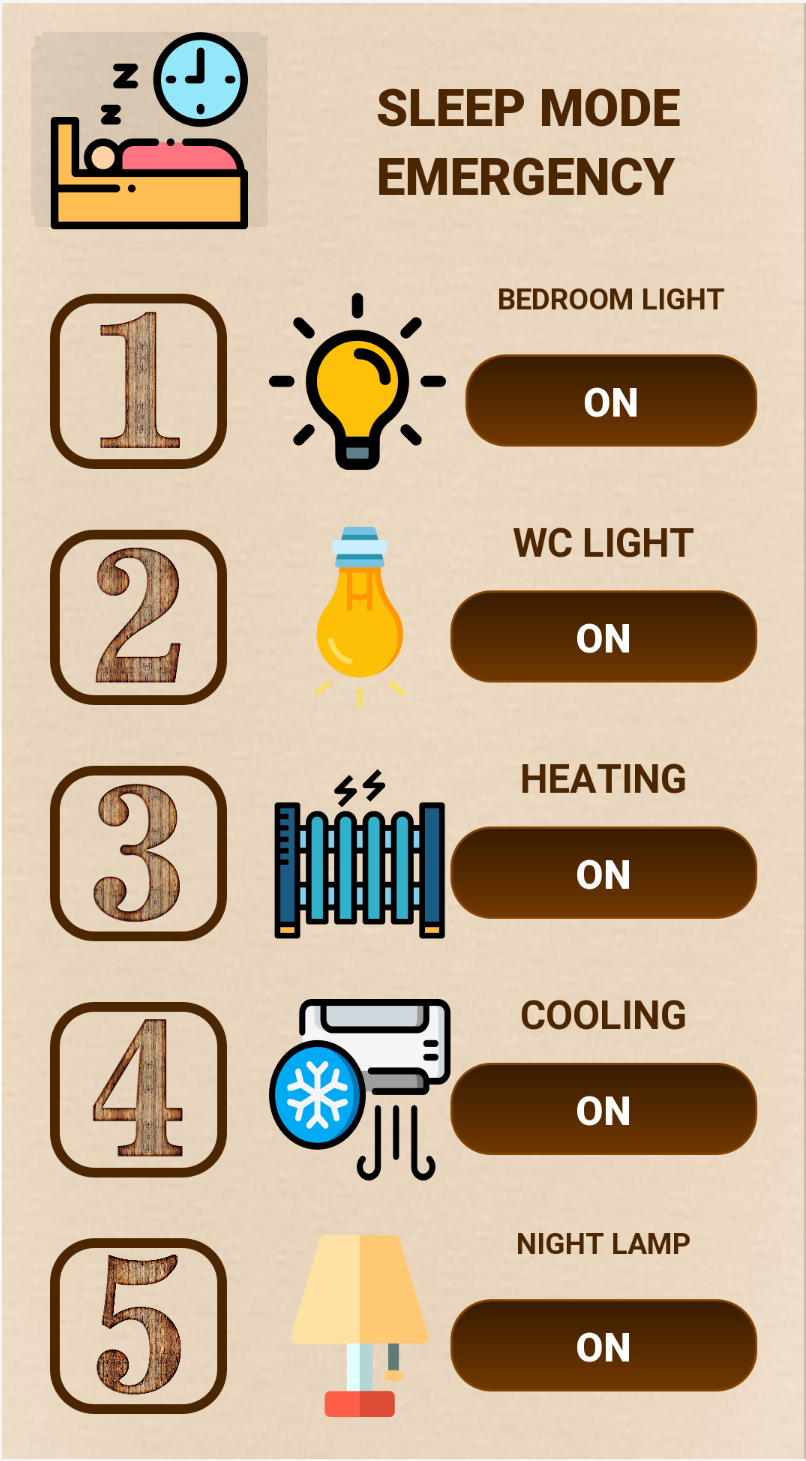 z
z
SLEEP MODE
EMERGENCY
1
BEDROOM LIGHT
ON
2
WC LIGHT
ON
3
HEATING
ON
4
COOLING
ON
5
NIGHT LAMP
ON